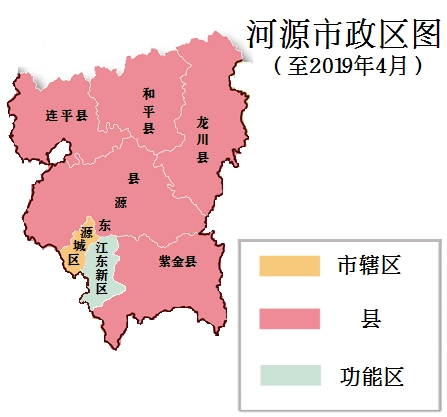 河源市政区图
（至2019年4月）
连平县
和平县
龙川县
东源县
源城区
江东新区
紫金县
市辖区
县
功能区